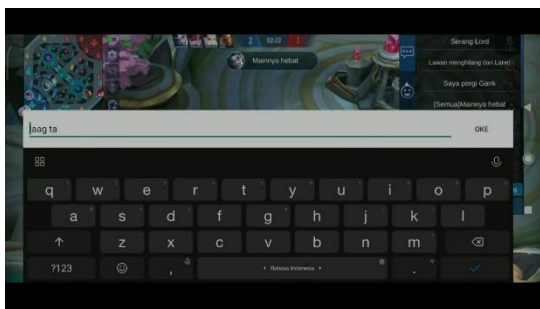 2 02:22 3
Serang Lord
Mainnya hebat
Lawan menghilang dari Lane!
Saya pergi Gank
[Semua]Mainnya hebat
aag ta
OKE
q w e r t y u i o p
a s d f g h j k l
z x c v b n m
?123 , Bahasa Indonesia .